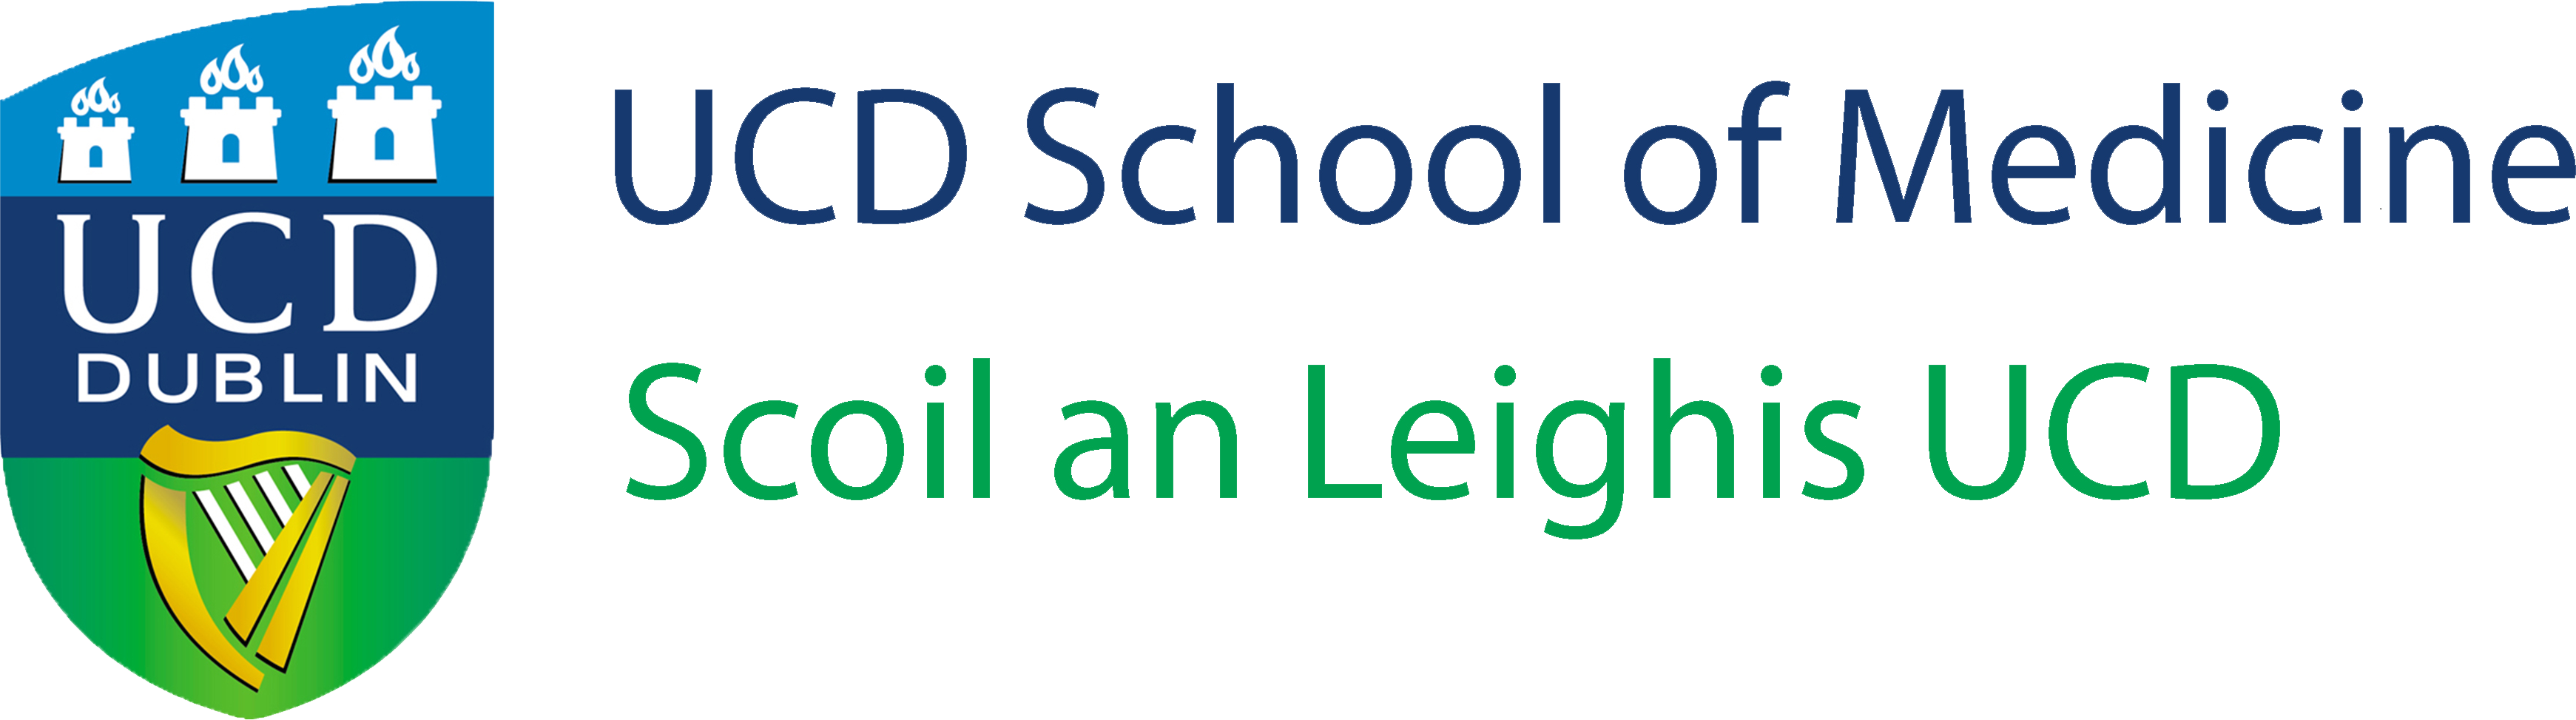 UCD
DUBLIN
UCD School of Medicine
Scoil an Leighis UCD